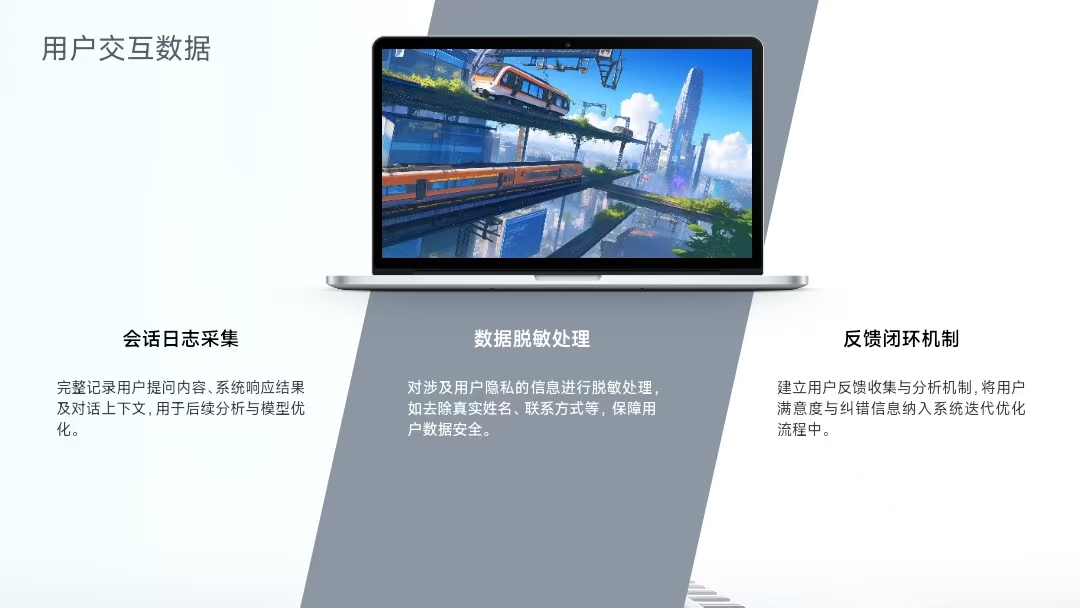 用户交互数据
会话日志采集
完整记录用户提问内容、系统响应结果
及对话上下文，用于后续分析与模型优
化。
数据脱敏处理
对涉及用户隐私的信息进行脱敏处理，
如去除真实姓名、联系方式等，保障用
户数据安全。
反馈闭环机制
建立用户反馈收集与分析机制，将用户
满意度与纠错信息纳入系统迭代优化
流程中。